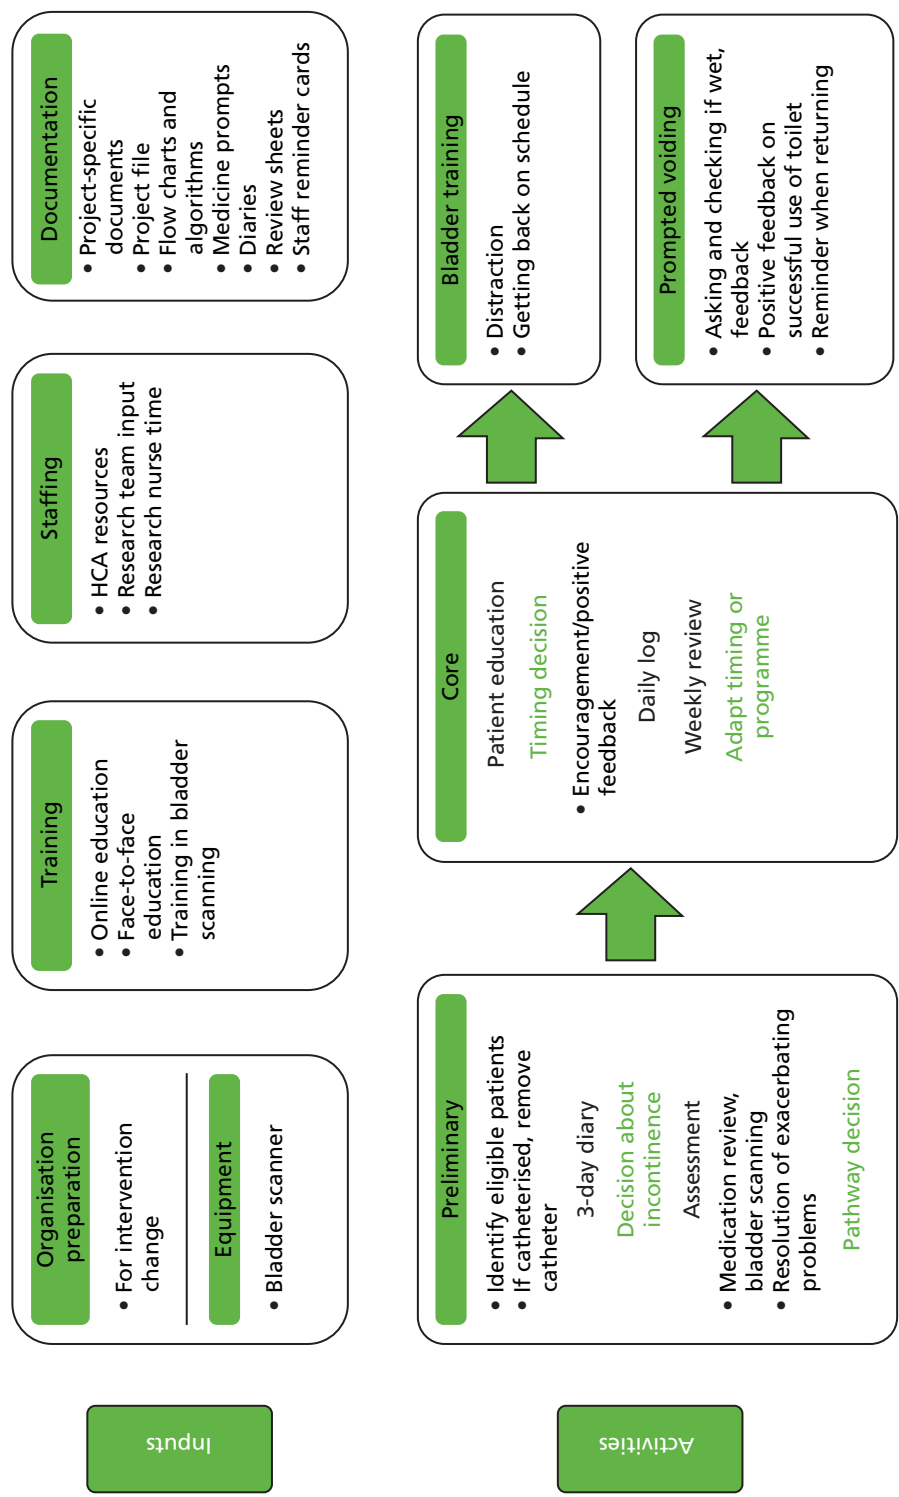 Inputs
Organisation
preparation
• For intervention
change
Equipment
• Bladder scanner
Training
• Online education
• Face-to-face
education
• Training in bladder
scanning
Staffing
• HCA resources
• Research team input
• Research nurse time
Documentation
• Project-specific
documents
• Project file
• Flow charts and
algorithms
• Medicine prompts
• Diaries
• Review sheets
• Staff reminder cards
Activities
Preliminary
• Identify eligible patients
• If catheterised, remove
catheter
3-day diary
Decision about
incontinence
Assessment
• Medication review,
bladder scanning
• Resolution of exacerbating
problems
Pathway decision
Core
Patient education
Timing decision
• Encouragement/positive
feedback
Daily log
Weekly review
Adapt timing or
programme
Bladder training
• Distraction
• Getting back on schedule
Prompted voiding
• Asking and checking if wet,
feedback
• Positive feedback on
successful use of toilet
• Reminder when returning